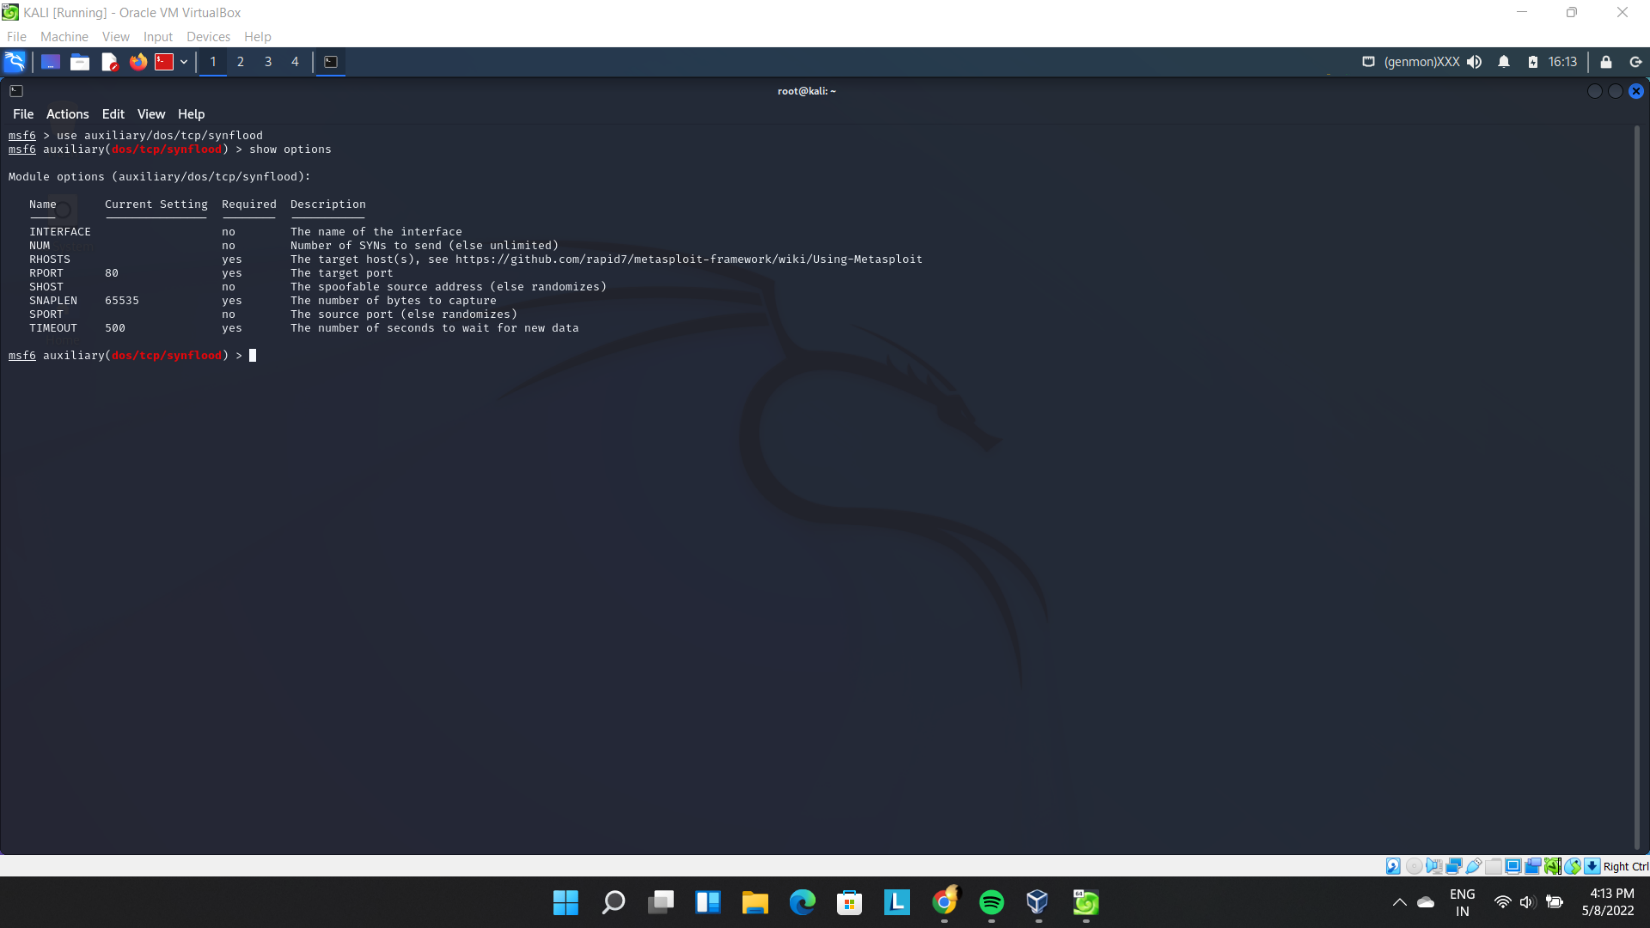 KALI [Running] - Oracle VM VirtualBox
File Machine View Input Devices Help
1 2 3 4 (genmon)XXX 16:13
root@kali: ~
File Actions Edit View Help
msf6 > use auxiliary/dos/tcp/synflood
msf6 auxiliary(dos/tcp/synflood) > show options
Module options (auxiliary/dos/tcp/synflood):
Name Current Setting Required Description
INTERFACE no The name of the interface
NUM no Number of SYNs to send (else unlimited)
RHOSTS yes The target host(s), see https://github.com/rapid7/metasploit-framework/wiki/Using-Metasploit
RPORT 80 yes The target port
SHOST no The spoofable source address (else randomizes)
SNAPLEN 65535 yes The number of bytes to capture
SPORT no The source port (else randomizes)
TIMEOUT 500 yes The number of seconds to wait for new data
msf6 auxiliary(dos/tcp/synflood) >
Right Ctrl
ENG 4:13 PM
IN 5/8/2022